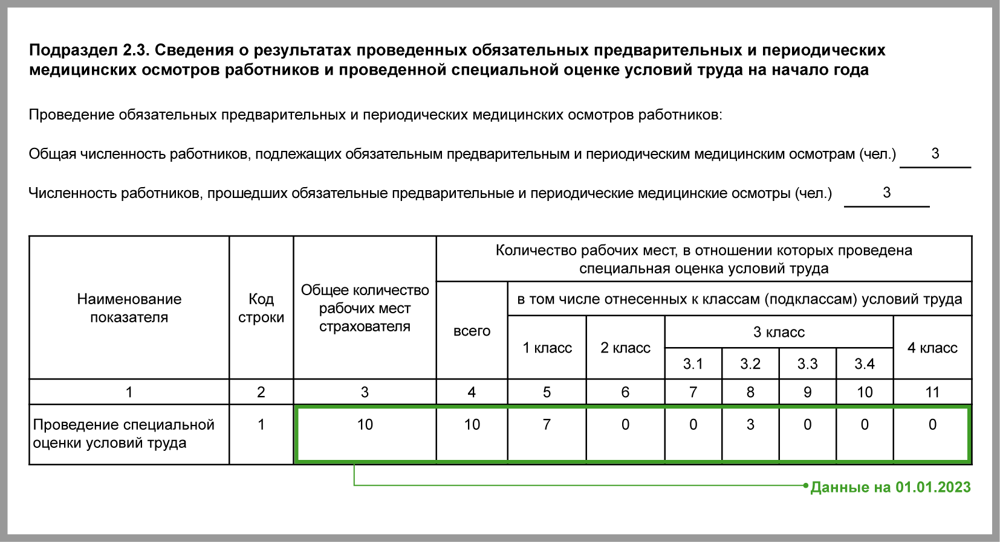 Подраздел 2.3. Сведения о результатах проведенных обязательных предварительных и периодических
медицинских осмотров работников и проведенной специальной оценке условий труда на начало года
Проведение обязательных предварительных и периодических медицинских осмотров работников:
Общая численность работников, подлежащих обязательным предварительным и периодическим медицинским осмотрам (чел.) 3
Численность работников, прошедших обязательные предварительные и периодические медицинские осмотры (чел.) 3
Наименование
показателя
Код
строки
Общее количество
рабочих мест
страхователя
Количество рабочих мест, в отношении которых проведена
специальная оценка условий труда
всего
в том числе отнесенных к классам (подклассам) условий труда
1 класс
2 класс
3 класс
4 класс
3.1 3.2 3.3 3.4
1 2 3 4 5 6 7 8 9 10 11
Проведение специальной 1 10 10 7 0 0 3 0 0 0
оценки условий труда
Данные на 01.01.2023